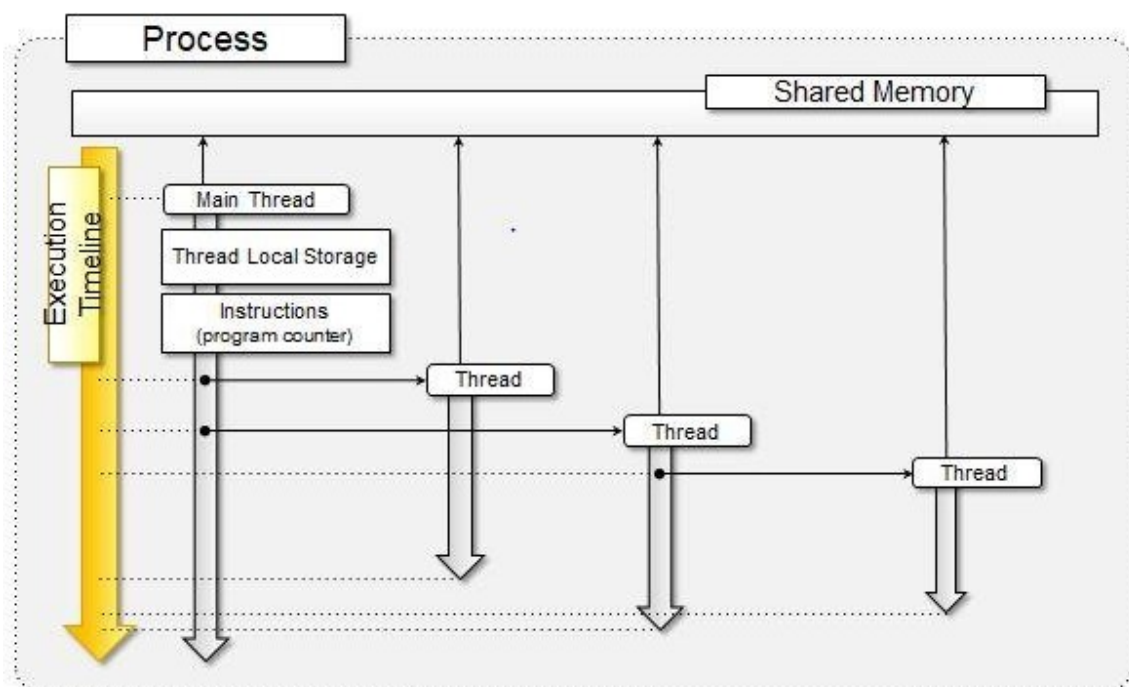 Process
Shared Memory
Execution
Timeline
Main Thread
Thread Local Storage
Instructions
(program counter)
Thread
Thread
Thread